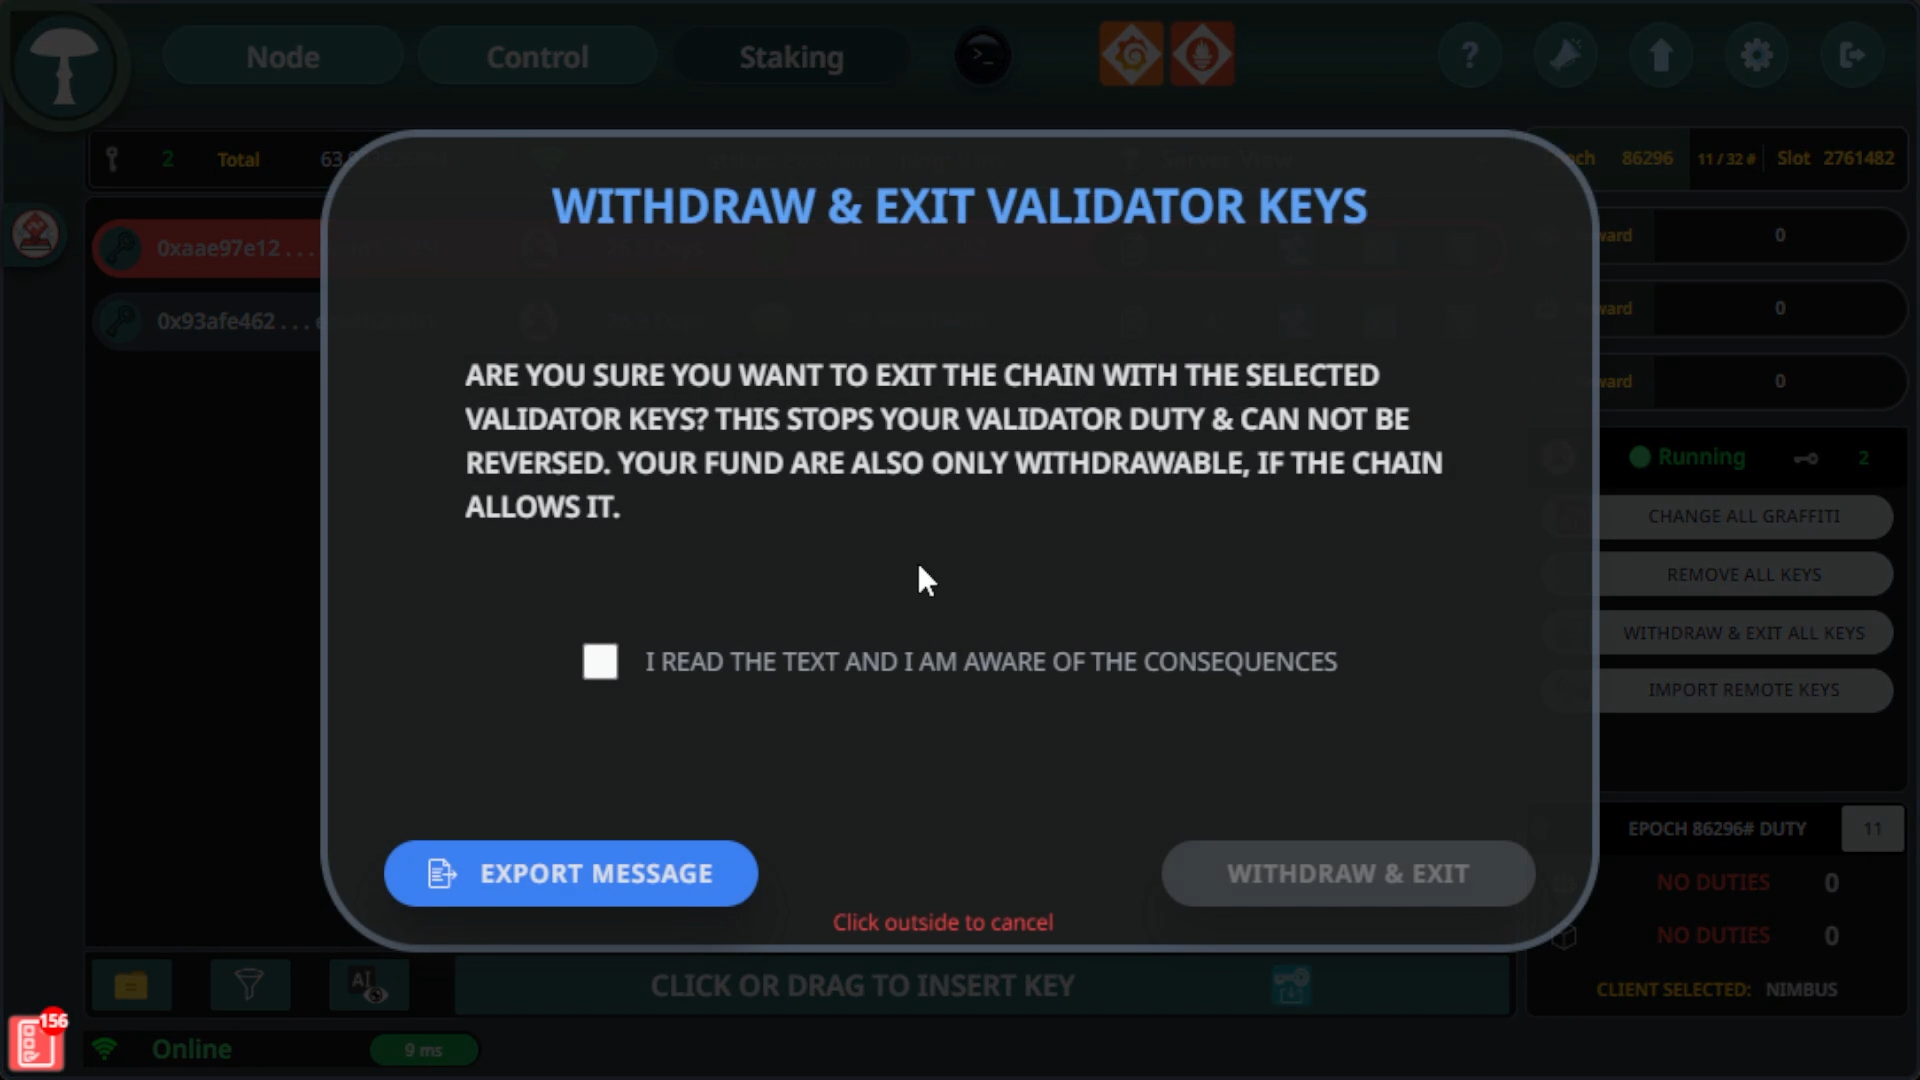 Node Control Staking
2 Total 63.
ch 86296 11 / 32 # Slot 2761482
WITHDRAW & EXIT VALIDATOR KEYS
0xaae97e12 . . .
ward 0
0x93afe462 . . .
ward 0
ward 0
ARE YOU SURE YOU WANT TO EXIT THE CHAIN WITH THE SELECTED
VALIDATOR KEYS? THIS STOPS YOUR VALIDATOR DUTY & CAN NOT BE
REVERSED. YOUR FUND ARE ALSO ONLY WITHDRAWABLE, IF THE CHAIN
ALLOWS IT.
Running 2
CHANGE ALL GRAFFITI
REMOVE ALL KEYS
WITHDRAW & EXIT ALL KEYS
IMPORT REMOTE KEYS
I READ THE TEXT AND I AM AWARE OF THE CONSEQUENCES
EXPORT MESSAGE
WITHDRAW & EXIT
Click outside to cancel
EPOCH 86296# DUTY 11
NO DUTIES 0
NO DUTIES 0
CLIENT SELECTED: NIMBUS
AI
CLICK OR DRAG TO INSERT KEY
156
Online 9 ms